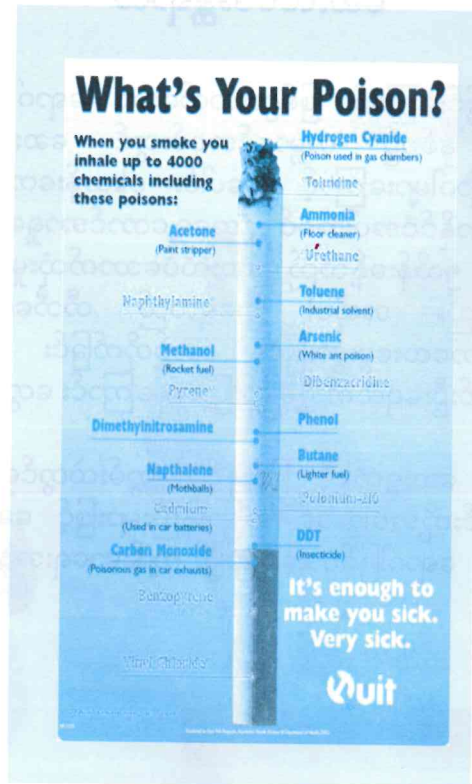 What's Your Poison?
When you smoke you
inhale up to 4000
chemicals including
these poisons:
Acetone
(Paint stripper)
Naphthylamine
Methanol
(Rocket fuel)
Pyrene
Dimethylnitrosamine
Napthalene
(Mothballs)
Cadmium
(Used in car batteries)
Carbon Monoxide
(Poisonous gas in car exhausts)
Benzopyrene
Vinyl Chloride
Hydrogen Cyanide
(Poison used in gas chambers)
Toluidine
Ammonia
(Floor cleaner)
Urethane
Toluene
(Industrial solvent)
Arsenic
(White ant poison)
Dibenzacridine
Phenol
Butane
(Lighter fuel)
Polonium-210
DDT
(Insecticide)
It's enough to
make you sick.
Very sick.
Quit